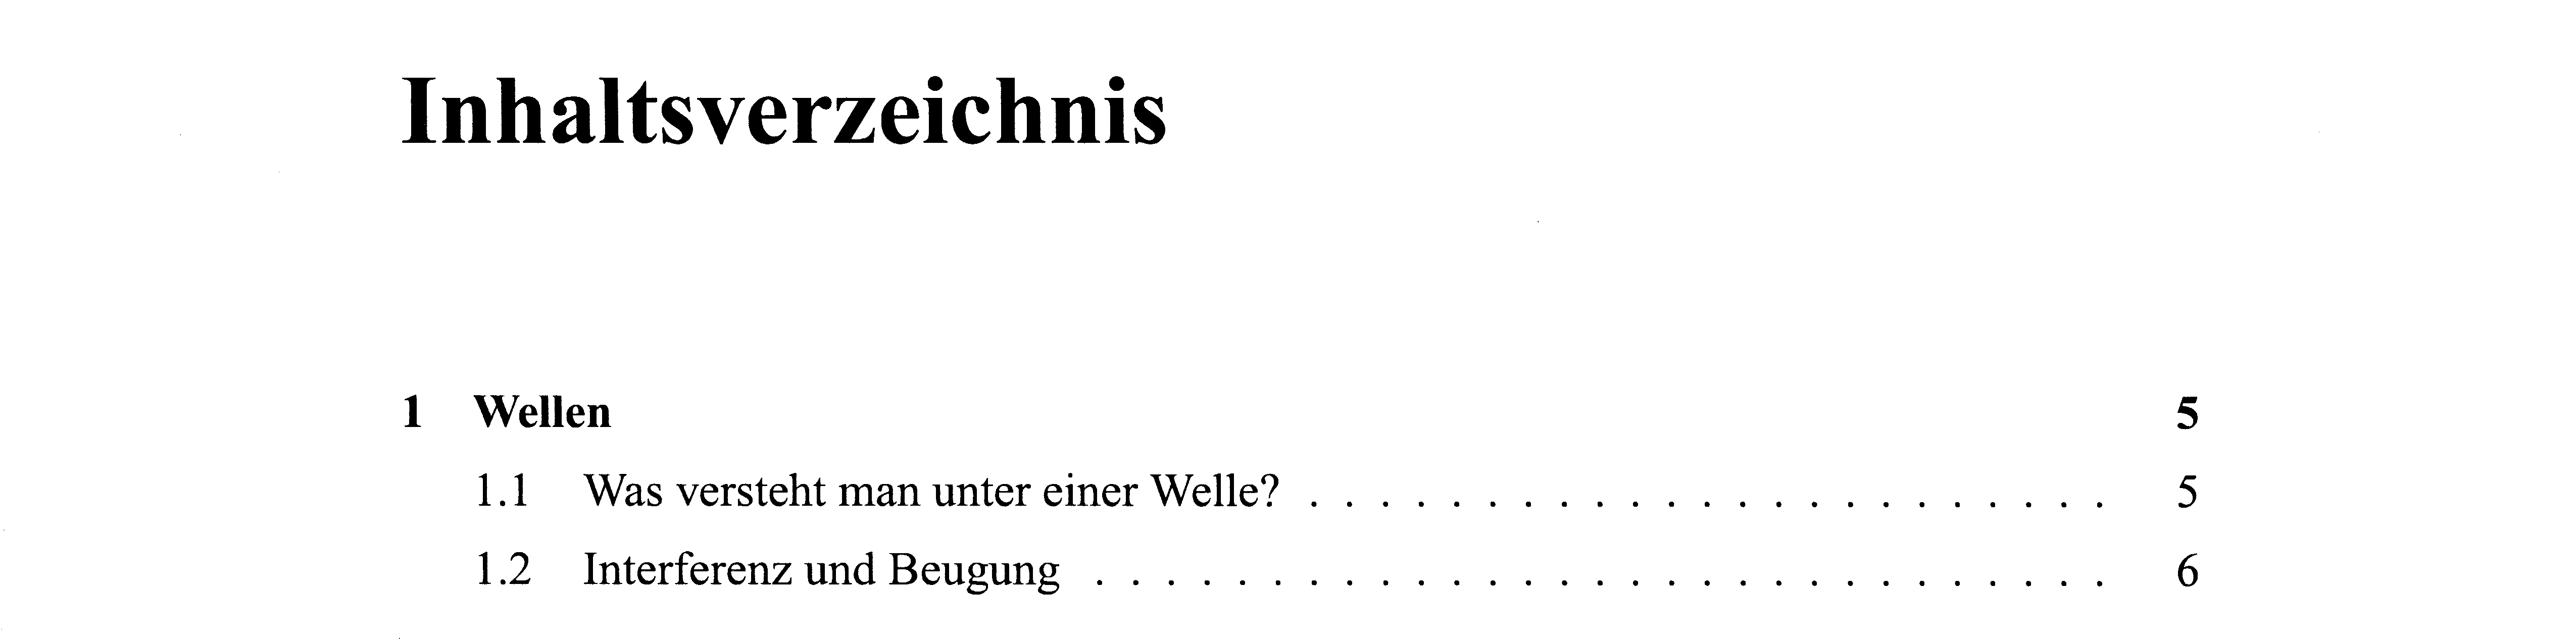 Inhaltsverzeichnis
1 Wellen 5
1.1 Was versteht man unter einer Welle? . . . . . . . . . . . . . . . . . . . . . . . 5
1.2 Interferenz und Beugung . . . . . . . . . . . . . . . . . . . . . . . . . . . . . 6